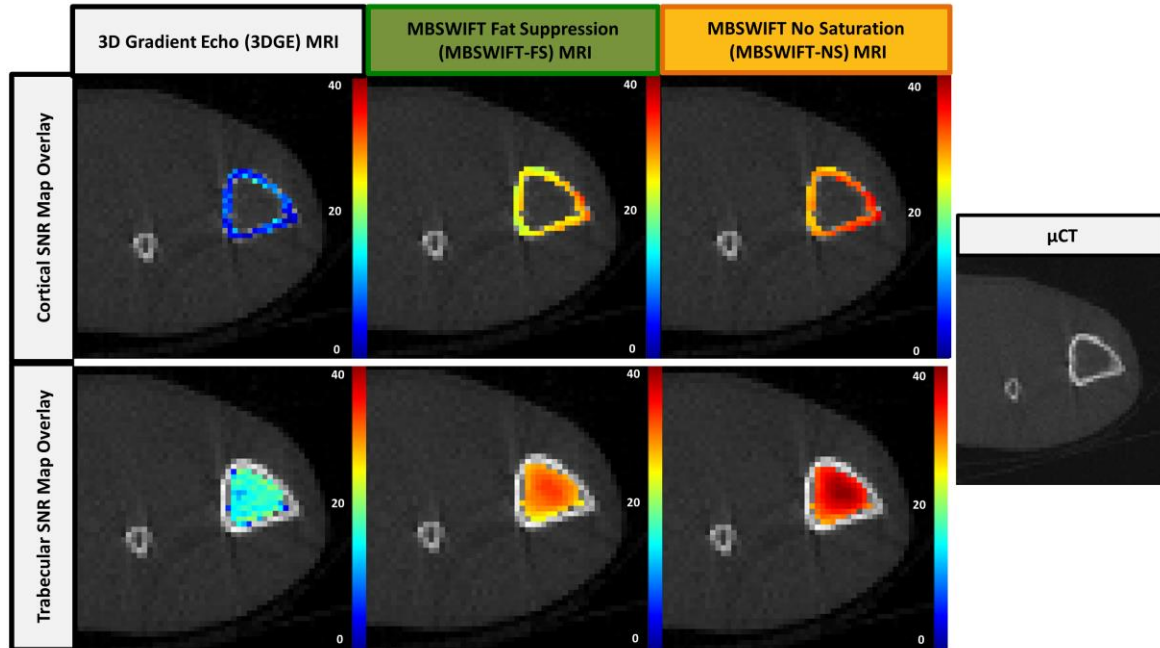 3D Gradient Echo (3DGE) MRI
MBSWIFT Fat Suppression
(MBSWIFT-FS) MRI
MBSWIFT No Saturation
(MBSWIFT-NS) MRI
Cortical SNR Map Overlay
40
20
0
40
20
0
40
20
0
µCT
Trabecular SNR Map Overlay
40
20
0
40
20
0
40
20
0